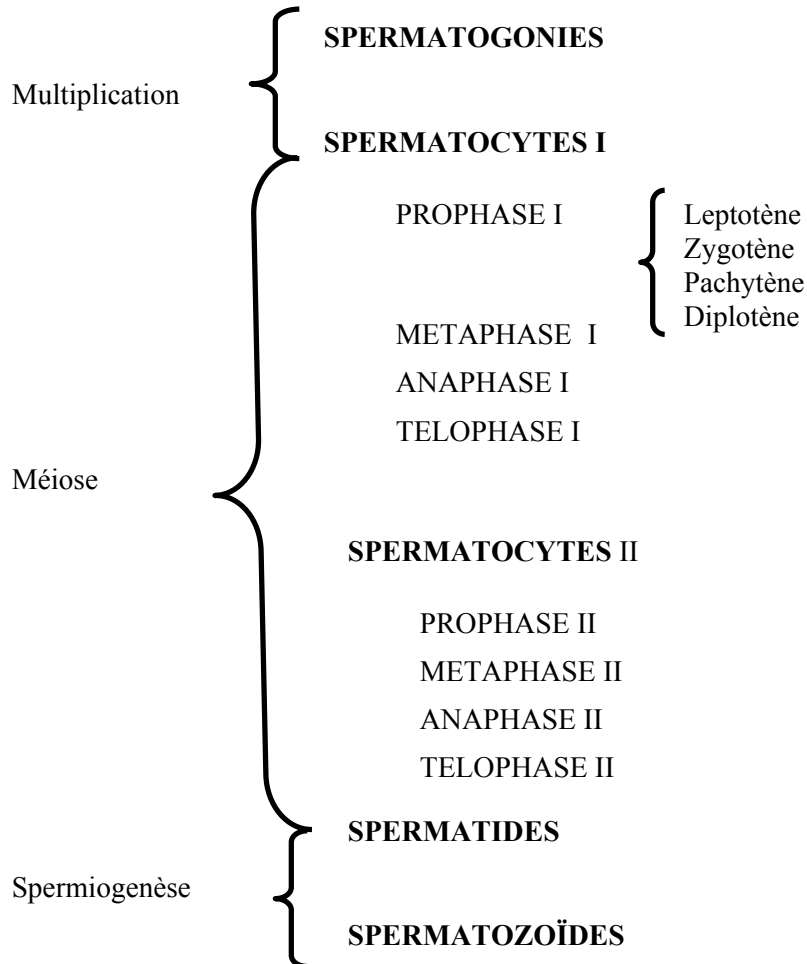 SPERMATOGONIES
Multiplication
SPERMATOCYTES I
PROPHASE I
Leptotène
Zygotène
Pachytène
Diplotène
METAPHASE I
ANAPHASE I
TELOPHASE I
Méiose
SPERMATOCYTES II
PROPHASE II
METAPHASE II
ANAPHASE II
TELOPHASE II
SPERMATIDES
Spermiogenèse
SPERMATOZOÏDES